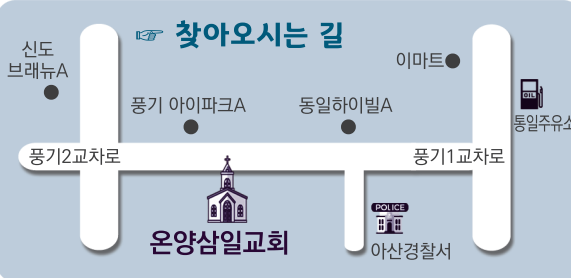 ☞ 찾아오시는 길
신도
브래뉴A
이마트
풍기 아이파크A
동일하이빌A
OIL
통일주유소
풍기2교차로
풍기1교차로
POLICE
온양삼일교회
아산경찰서